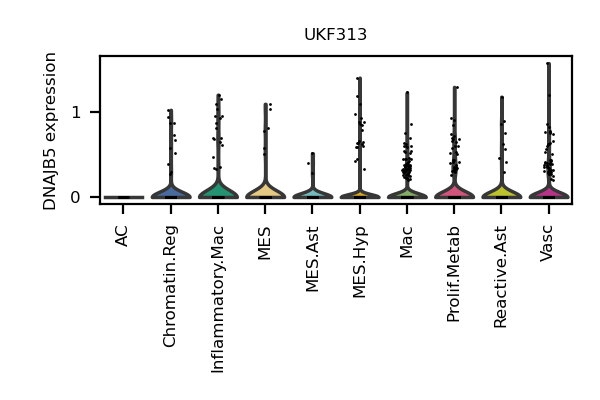 UKF313
DNAJB5 expression
1
0
AC
Chromatin.Reg
Inflammatory.Mac
MES
MES.Ast
MES.Hyp
Mac
Prolif.Metab
Reactive.Ast
Vasc